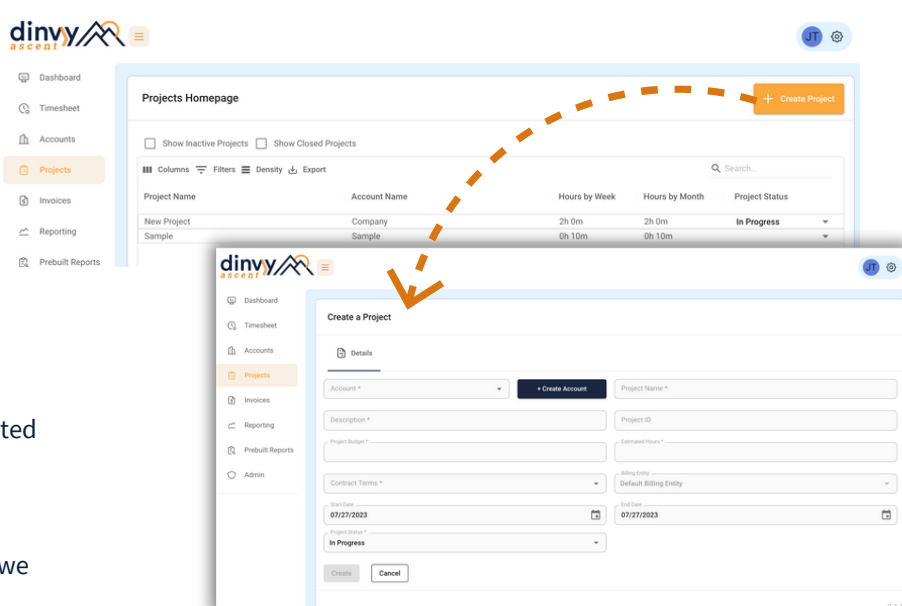 dinvy
ascent
JT
Dashboard
Timesheet
Accounts
Projects
Invoices
Reporting
Prebuilt Reports
Projects Homepage
+ Create Project
Show Inactive Projects Show Closed Projects
Columns Filters Density Export
Search...
Project Name Account Name Hours by Week Hours by Month Project Status
New Project Company 2h 0m 2h 0m In Progress
Sample Sample 0h 10m 0h 10m
dinvy
ascent
JT
Dashboard
Timesheet
Accounts
Projects
Invoices
Reporting
Prebuilt Reports
Admin
Create a Project
Details
Account * + Create Account Project Name *
Description * Project ID
Project Budget * Estimated Hours *
Contract Terms * Billing Entity
Default Billing Entity
Start Date End Date
07/27/2023 07/27/2023
Project Status *
In Progress
Create Cancel
ted
we